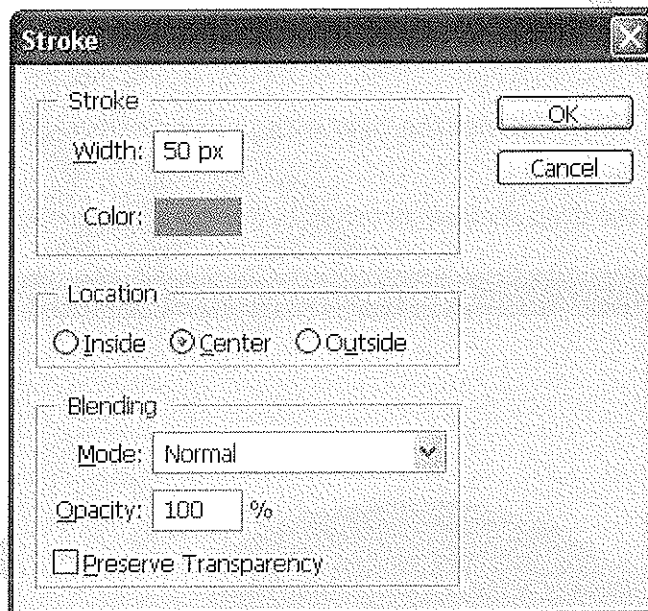 Stroke
Stroke
Width: 50 px
Color:
OK
Cancel
Location
Inside Center Outside
Blending
Mode: Normal
Opacity: 100 %
Preserve Transparency